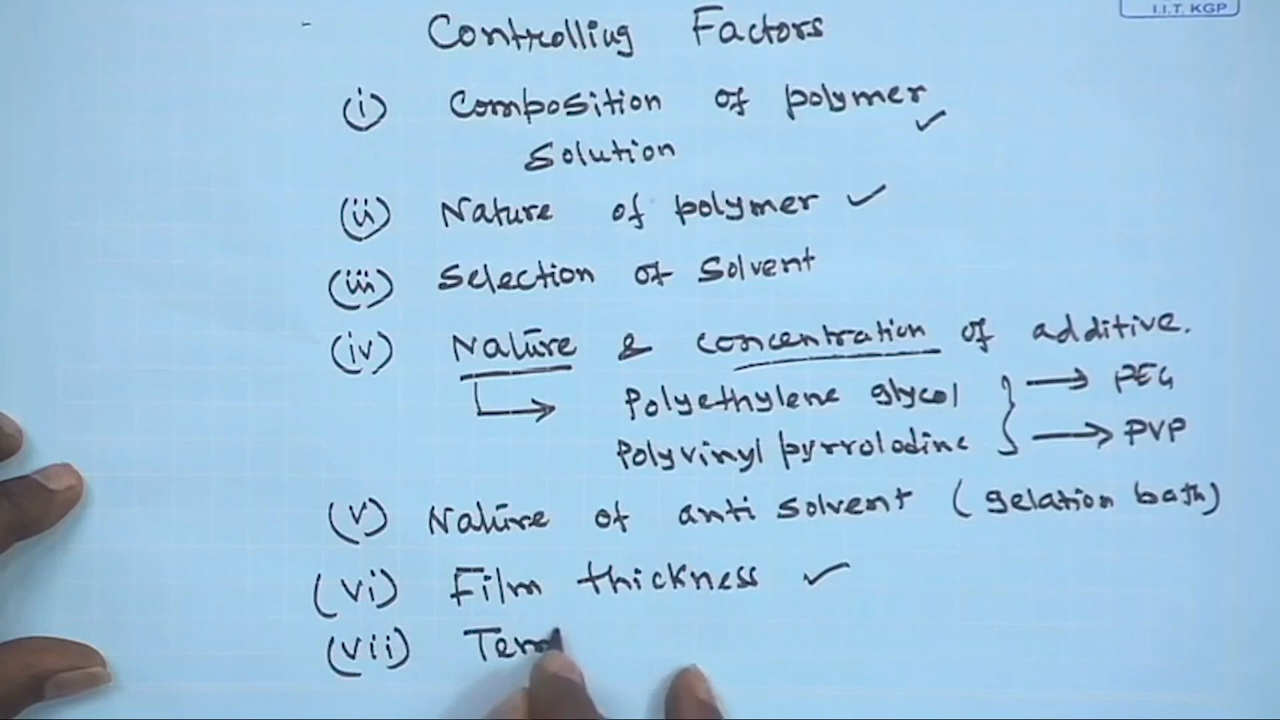 I.I.T. KGP
Controlling Factors
(i) Composition of polymer ✓
Solution
(ii) Nature of polymer ✓
(iii) Selection of Solvent
(iv) Nature & concentration of additive.
Polyethylene glycol } → PEG
Polyvinyl pyrrolodine } → PVP
(v) Nature of anti solvent (gelation bath)
(vi) Film thickness ✓
(vii) Tem